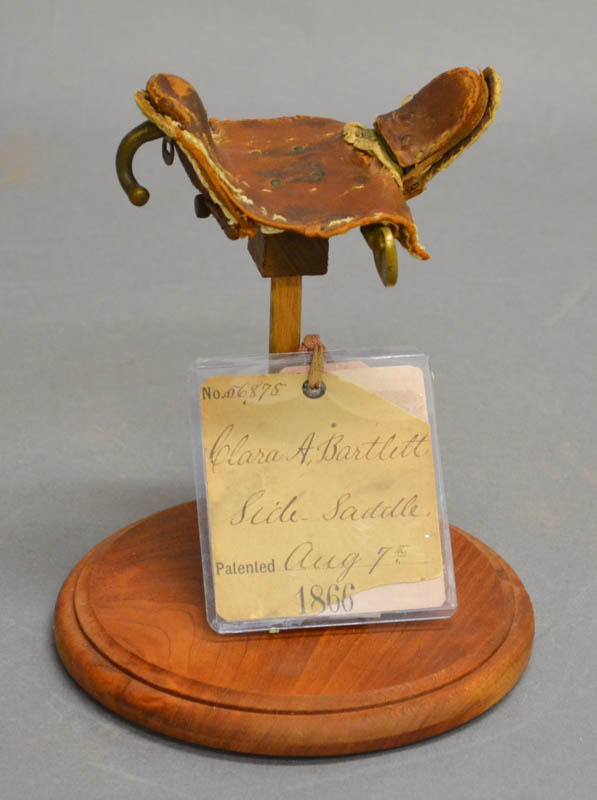 No. 56875
Clara A. Bartlett
Side-Saddle.
Patented Aug 7th
1866